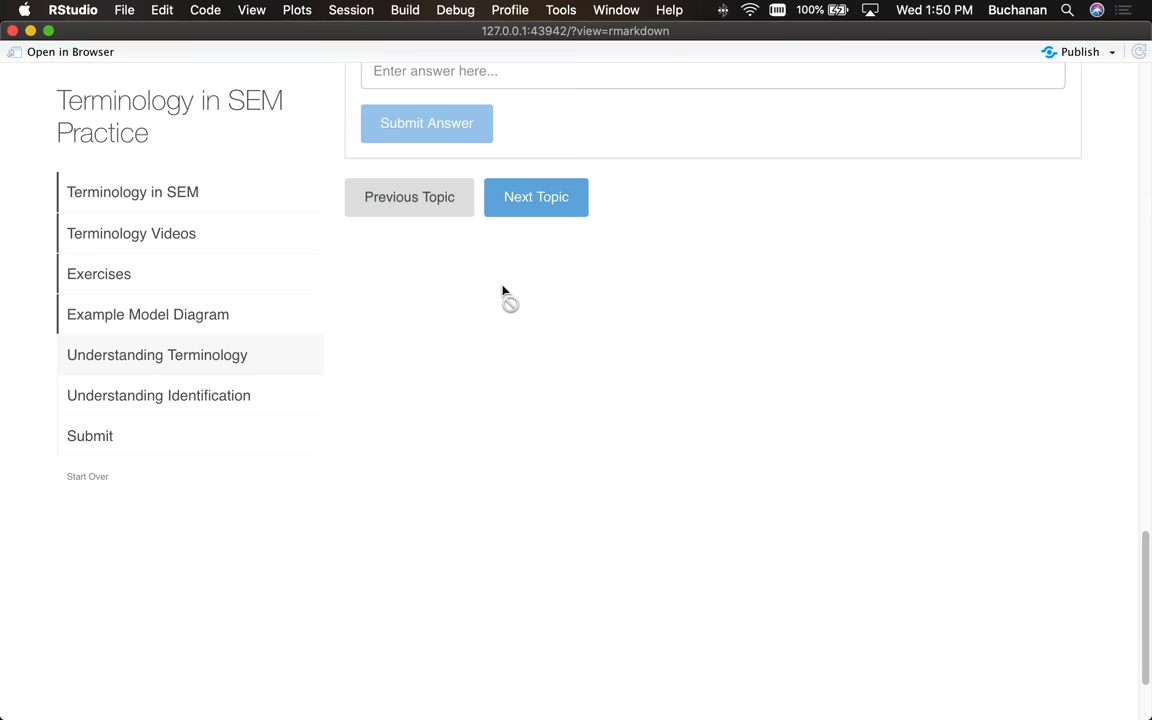 RStudio File Edit Code View Plots Session Build Debug Profile Tools Window Help 100% Wed 1:50 PM Buchanan
127.0.0.1:43942/?view=rmarkdown
Open in Browser Publish
Enter answer here...
Submit Answer
Previous Topic Next Topic
Terminology in SEM
Practice
Terminology in SEM
Terminology Videos
Exercises
Example Model Diagram
Understanding Terminology
Understanding Identification
Submit
Start Over